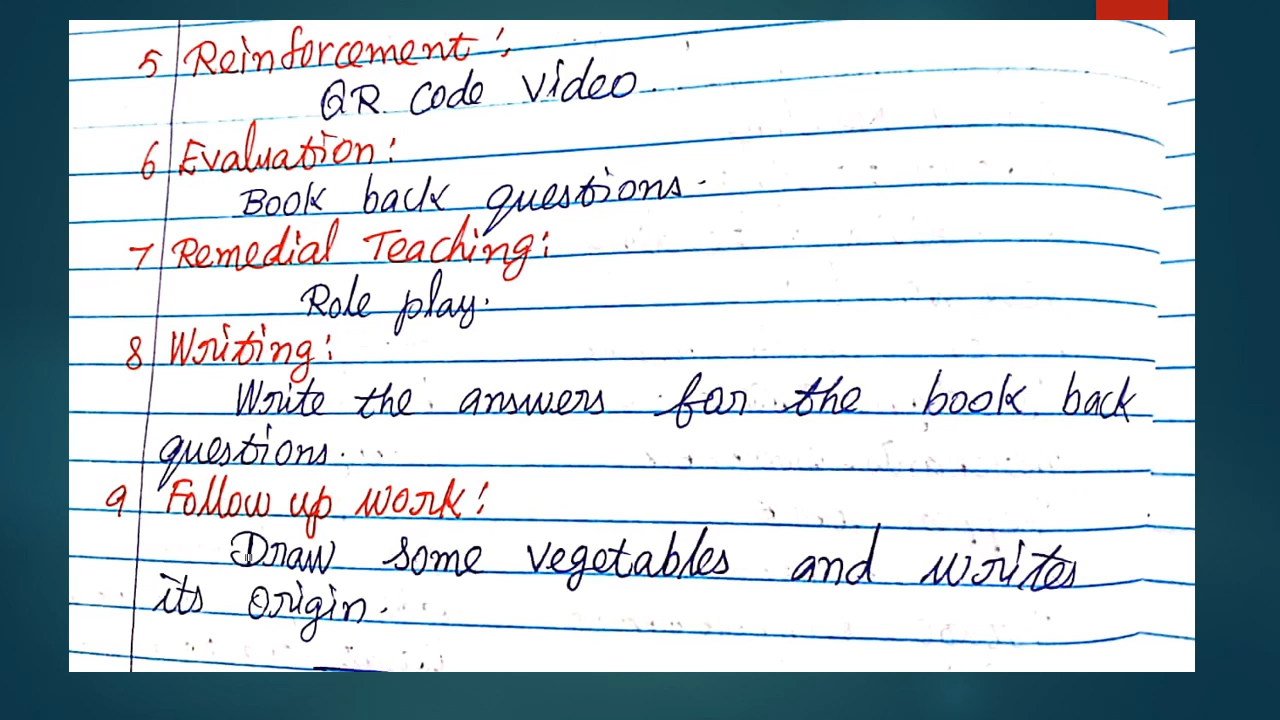 5 Reinforcement:
QR code video.
6 Evaluation:
Book back questions.
7 Remedial Teaching:
Role play.
8 Writing:
Write the answers for the book back
questions.
9 Follow up work:
Draw some vegetables and writes
its origin.